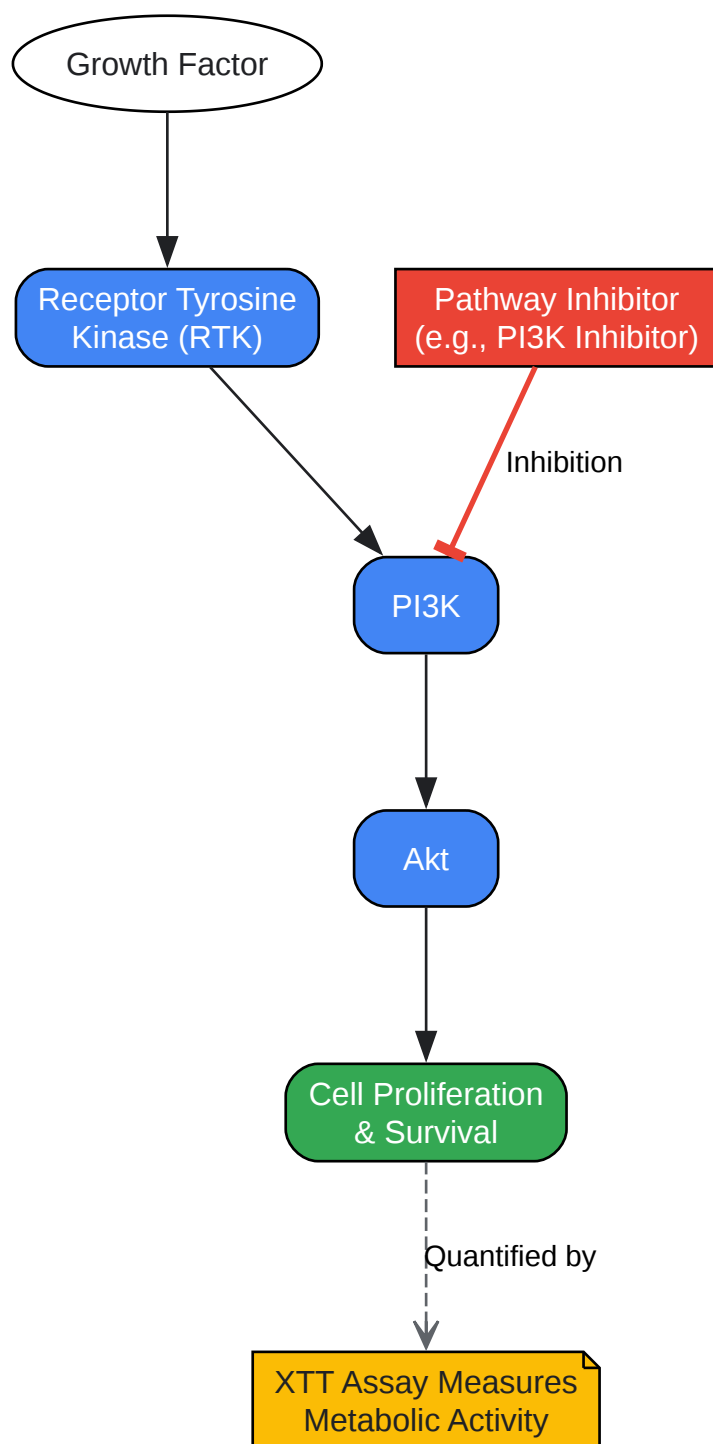 Growth Factor
Receptor Tyrosine
Kinase (RTK)
Pathway Inhibitor
(e.g., PI3K Inhibitor)
Inhibition
PI3K
Akt
Cell Proliferation
& Survival
Quantified by
XTT Assay Measures
Metabolic Activity